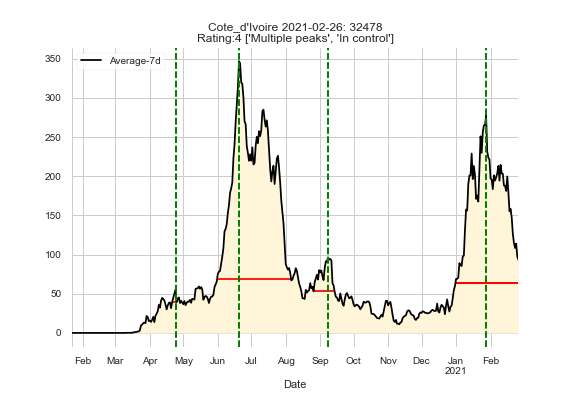 Cote_d'Ivoire 2021-02-26: 32478
Rating:4 ['Multiple peaks', 'In control']
Average-7d
350
300
250
200
150
100
50
0
Feb Mar Apr May Jun Jul Aug Sep Oct Nov Dec Jan Feb
2021
Date